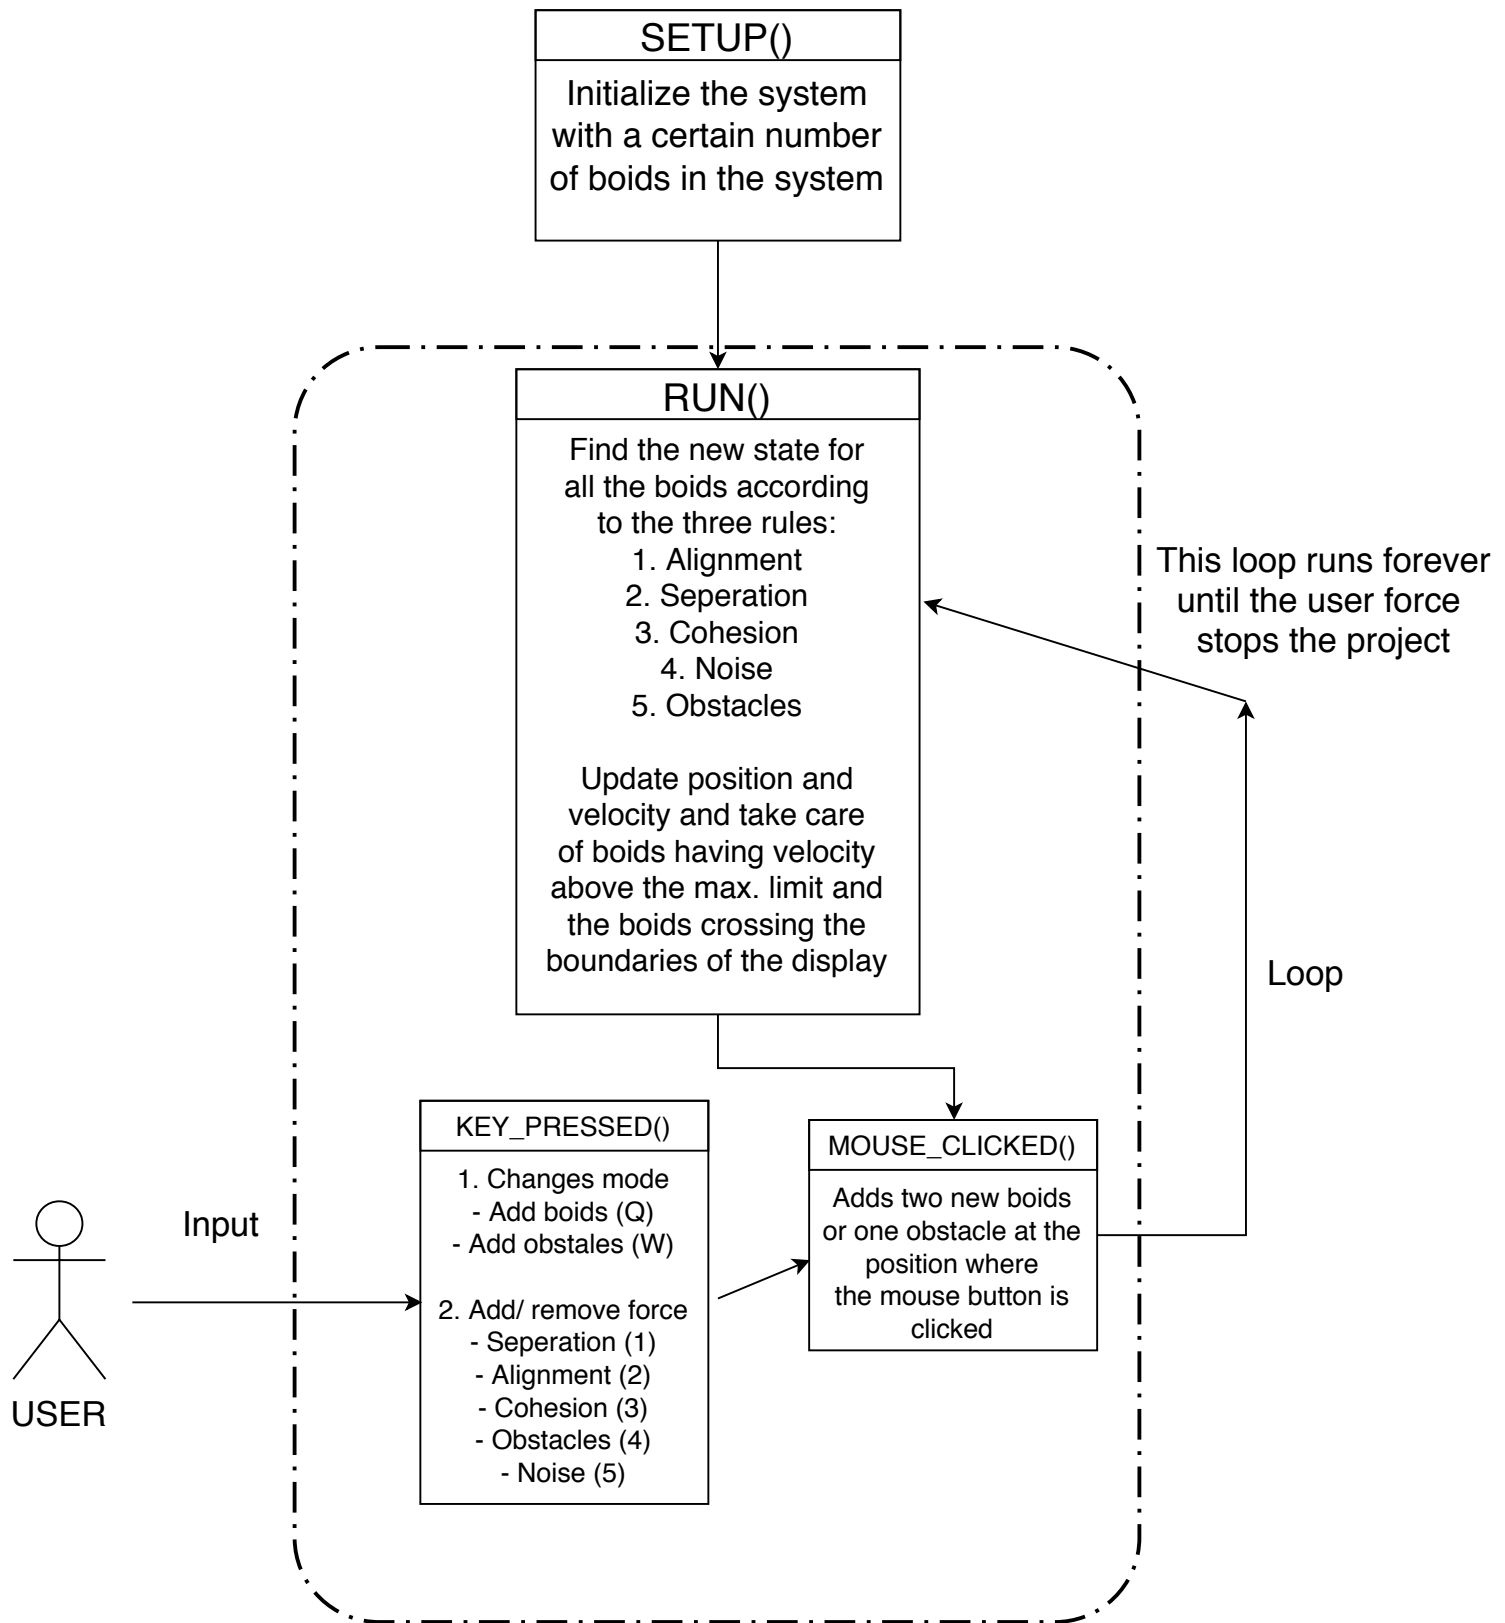 SETUP()
Initialize the system
with a certain number
of boids in the system
RUN()
Find the new state for
all the boids according
to the three rules:
1. Alignment
2. Seperation
3. Cohesion
4. Noise
5. Obstacles
Update position and
velocity and take care
of boids having velocity
above the max. limit and
the boids crossing the
boundaries of the display
This loop runs forever
until the user force
stops the project
Loop
KEY_PRESSED()
1. Changes mode
- Add boids (Q)
- Add obstales (W)
2. Add/ remove force
- Seperation (1)
- Alignment (2)
- Cohesion (3)
- Obstacles (4)
- Noise (5)
MOUSE_CLICKED()
Adds two new boids
or one obstacle at the
position where
the mouse button is
clicked
Input
USER